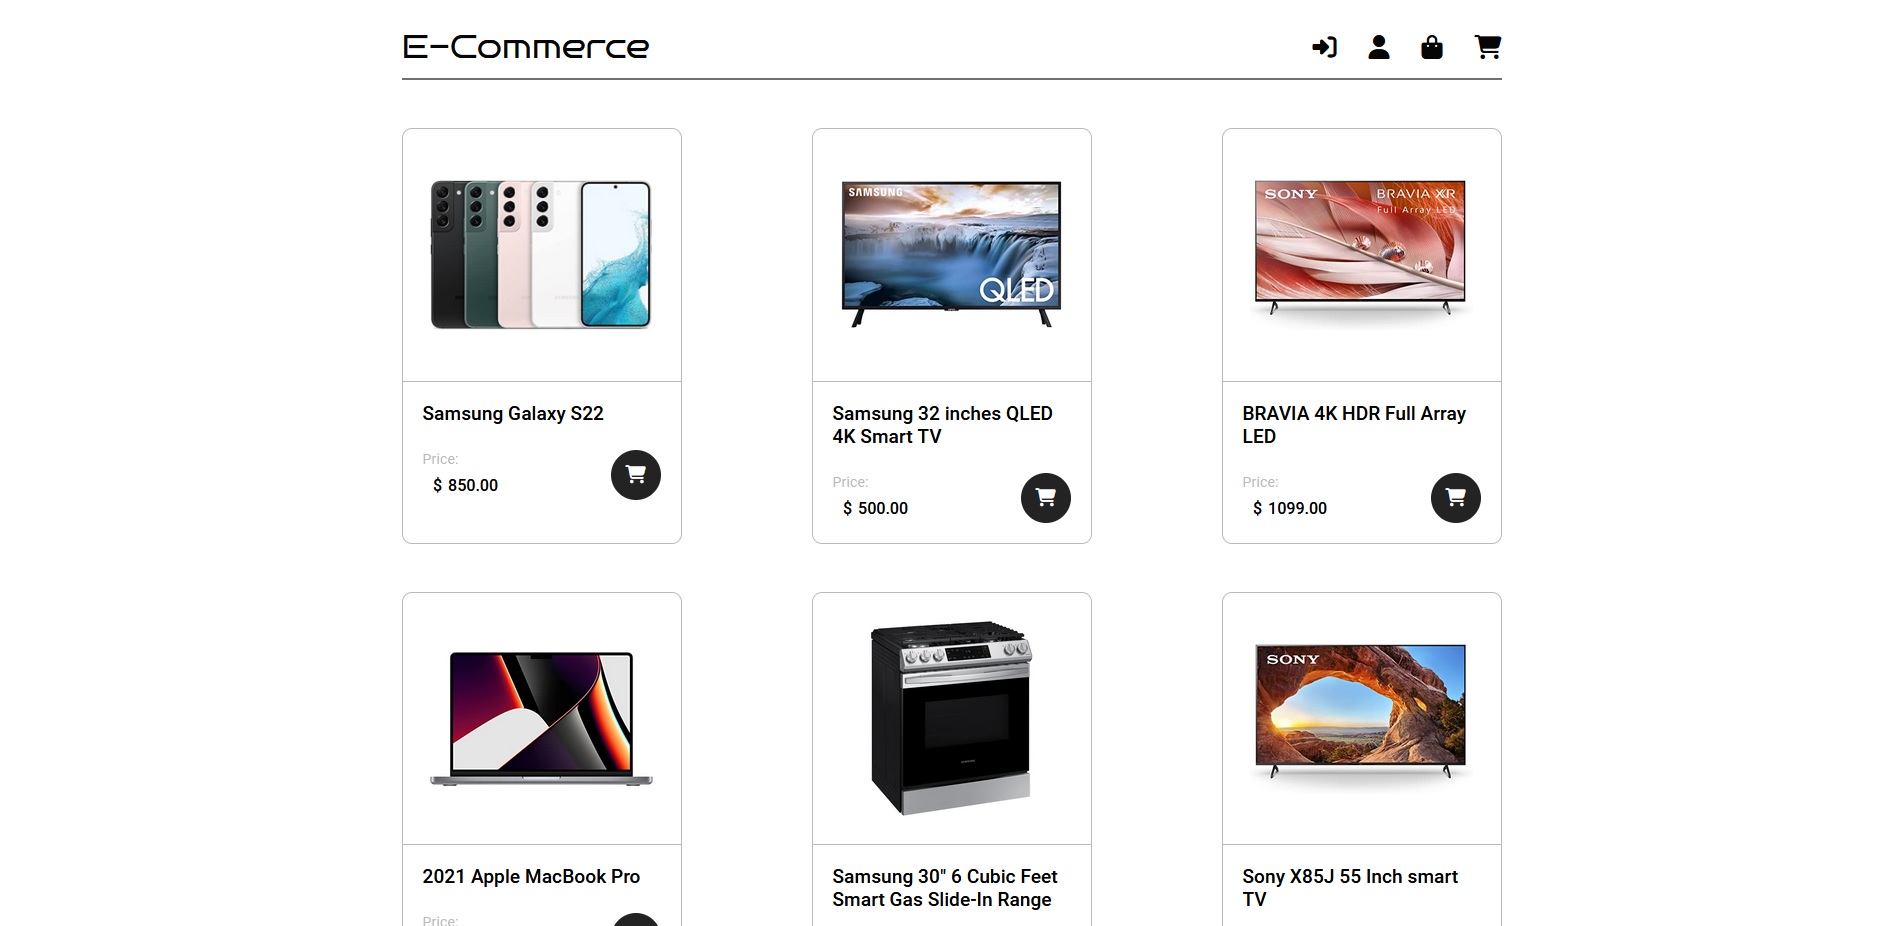 E-Commerce
SAMSUNG
QLED
SONY
BRAVIA XR
Full Array LED
Samsung Galaxy S22
Price:
$ 850.00
Samsung 32 inches QLED
4K Smart TV
Price:
$ 500.00
BRAVIA 4K HDR Full Array
LED
Price:
$ 1099.00
SONY
2021 Apple MacBook Pro
Price:
Samsung 30" 6 Cubic Feet
Smart Gas Slide-In Range
Sony X85J 55 Inch smart
TV